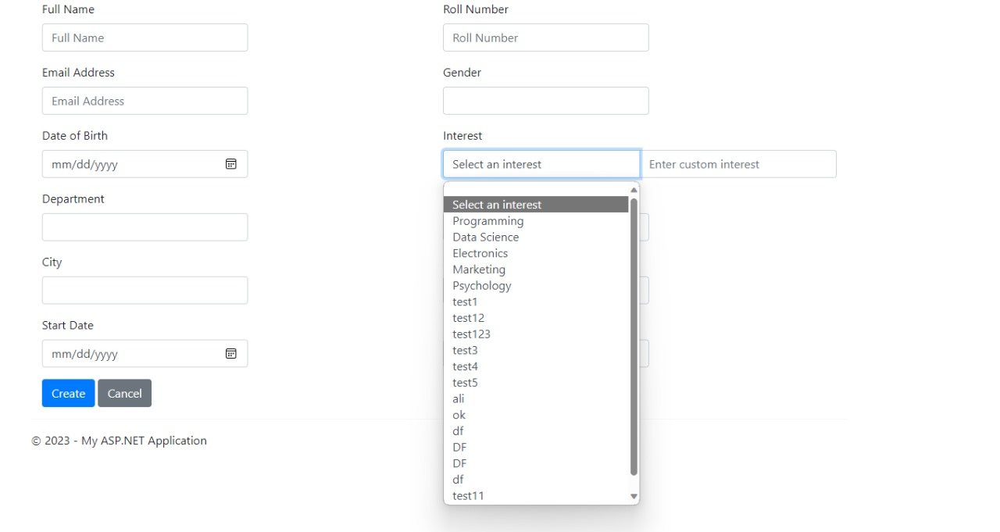 Full Name
Roll Number
Full Name
Roll Number
Email Address
Gender
Email Address
Date of Birth
Interest
mm/dd/yyyy
Select an interest
Enter custom interest
Department
Select an interest
Programming
Data Science
Electronics
Marketing
Psychology
test1
test12
test123
test3
test4
test5
ali
ok
df
DF
DF
df
test11
City
Start Date
mm/dd/yyyy
Create
Cancel
© 2023 - My ASP.NET Application